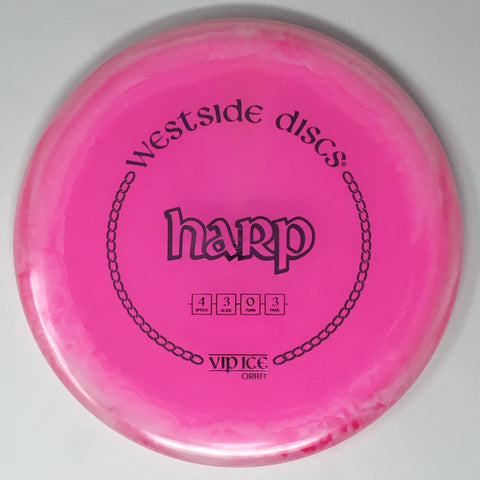 Westside Discs®
harp
4 3 0 3
SPEED GLIDE TURN FADE
VIP ICE
ORBIT